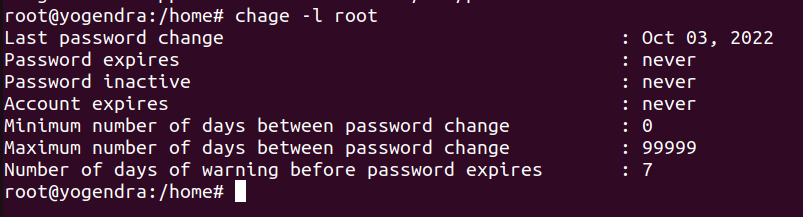 root@yogendra:/home# chage -l root
Last password change : Oct 03, 2022
Password expires : never
Password inactive : never
Account expires : never
Minimum number of days between password change : 0
Maximum number of days between password change : 99999
Number of days of warning before password expires : 7
root@yogendra:/home#